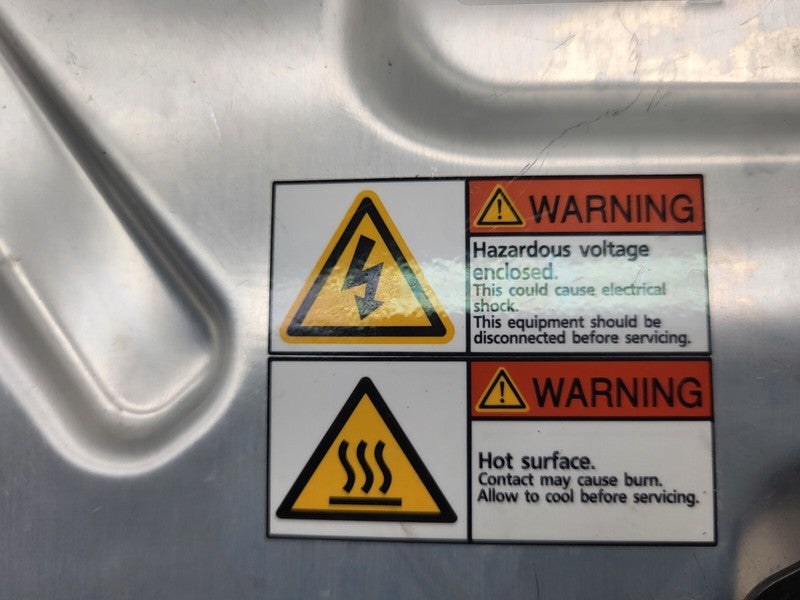 WARNING
Hazardous voltage
enclosed.
This could cause electrical
shock.
This equipment should be
disconnected before servicing.
WARNING
Hot surface.
Contact may cause burn.
Allow to cool before servicing.